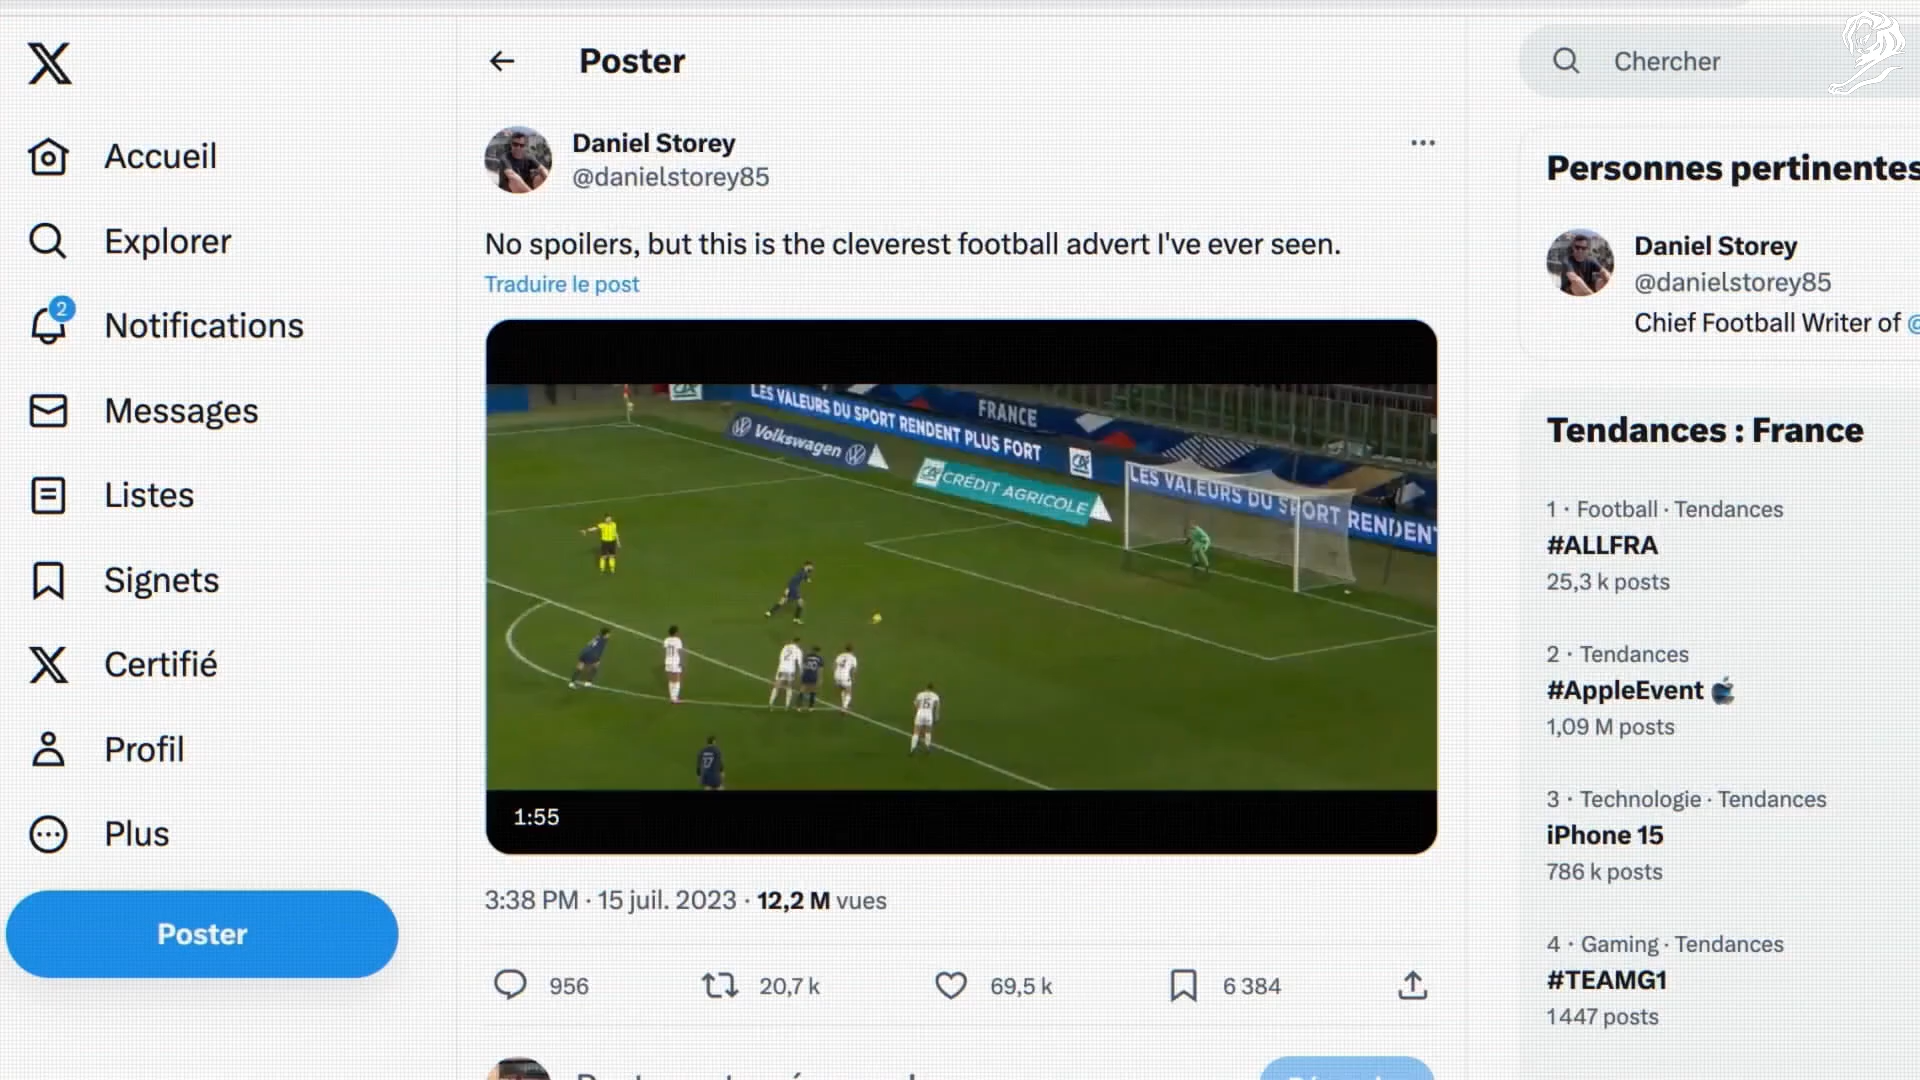 Accueil
Explorer
2
Notifications
Messages
Listes
Signets
Certifié
Profil
Plus
Poster
Poster
Daniel Storey
@danielstorey85
No spoilers, but this is the cleverest football advert I've ever seen.
Traduire le post
LES VALEURS DU SPORT RENDENT PLUS FORT
FRANCE
Volkswagen
CRÉDIT AGRICOLE
LES VALEURS DU SPORT RENDENT
1:55
3:38 PM · 15 juil. 2023 · 12,2 M vues
956
20,7 k
69,5 k
6 384
Chercher
Personnes pertinentes
Daniel Storey
@danielstorey85
Chief Football Writer of @
Tendances : France
1 · Football · Tendances
#ALLFRA
25,3 k posts
2 · Tendances
#AppleEvent
1,09 M posts
3 · Technologie · Tendances
iPhone 15
786 k posts
4 · Gaming · Tendances
#TEAMG1
1 447 posts